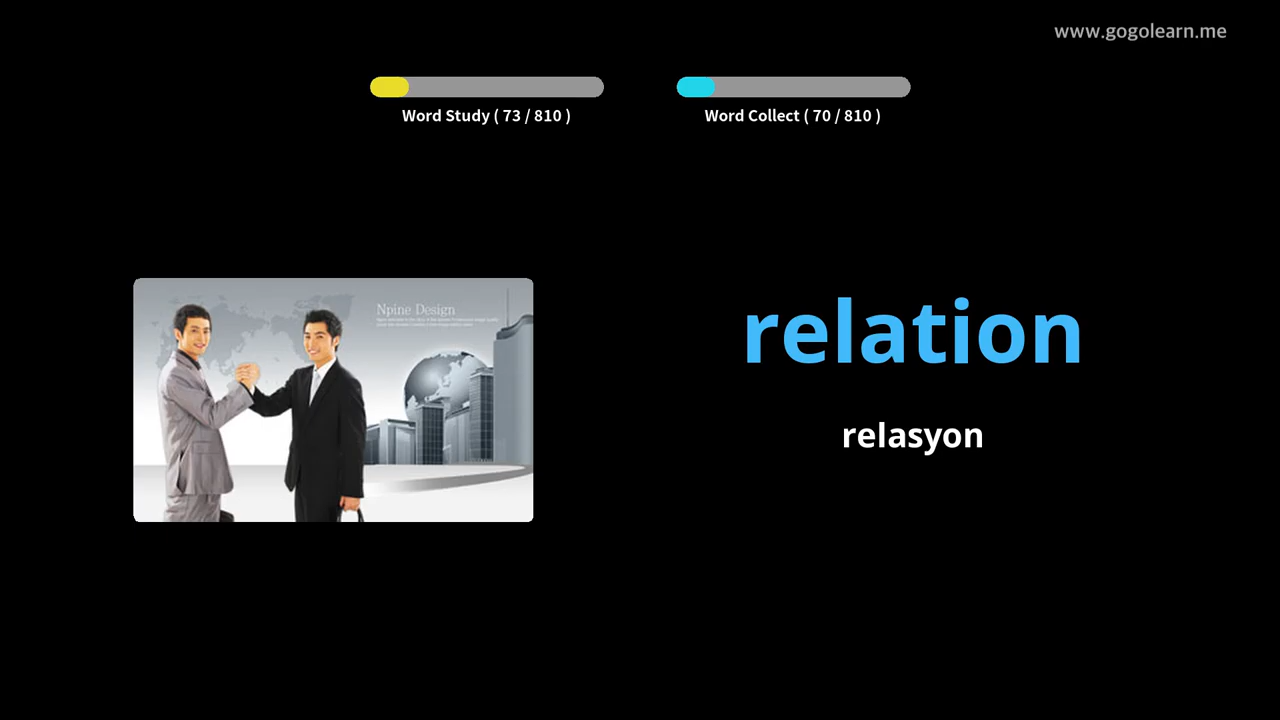 www.gogolearn.me
Word Study ( 73 / 810 )
Word Collect ( 70 / 810 )
Npine Design
relation
relasyon